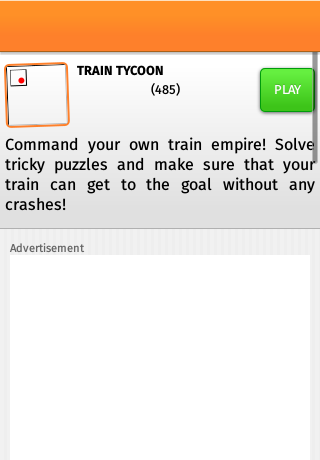 TRAIN TYCOON
(485)
PLAY
Command your own train empire! Solve
tricky puzzles and make sure that your
train can get to the goal without any
crashes!
Advertisement